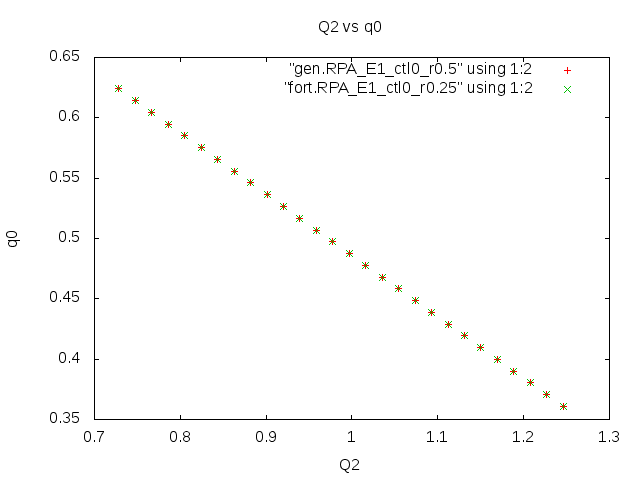 Q2 vs q0
"gen.RPA_E1_ctl0_r0.5" using 1:2
"fort.RPA_E1_ctl0_r0.25" using 1:2
0.65
0.6
0.55
0.5
0.45
0.4
0.35
q0
0.7 0.8 0.9 1 1.1 1.2 1.3
Q2